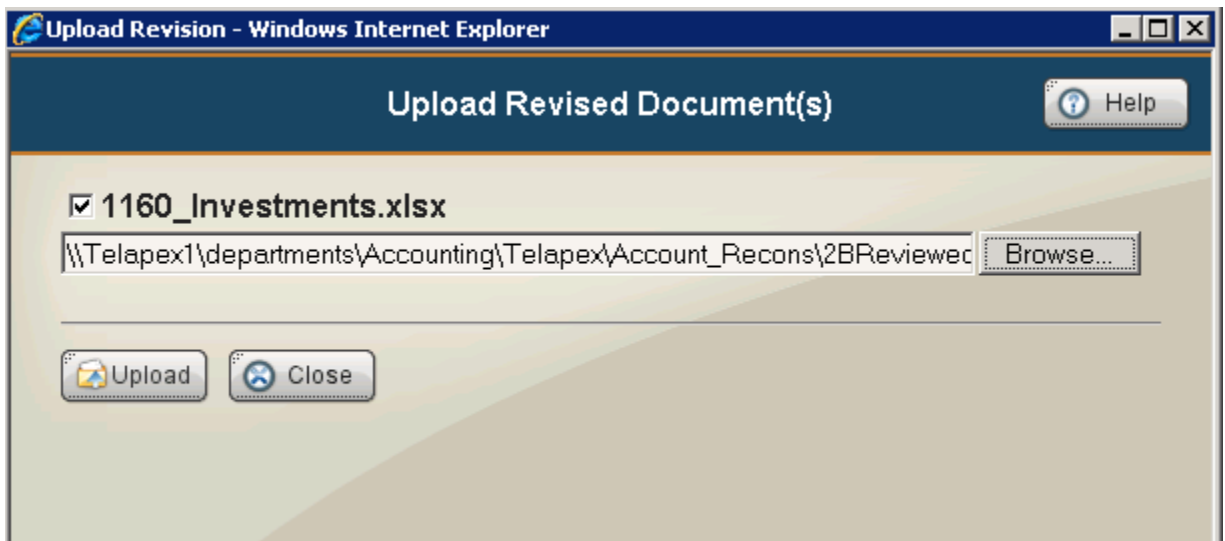 Upload Revision - Windows Internet Explorer
Upload Revised Document(s)
Help
1160_Investments.xlsx
\\Telapex1\departments\Accounting\Telapex\Account_Recons\2BReviewed
Browse...
Upload
Close